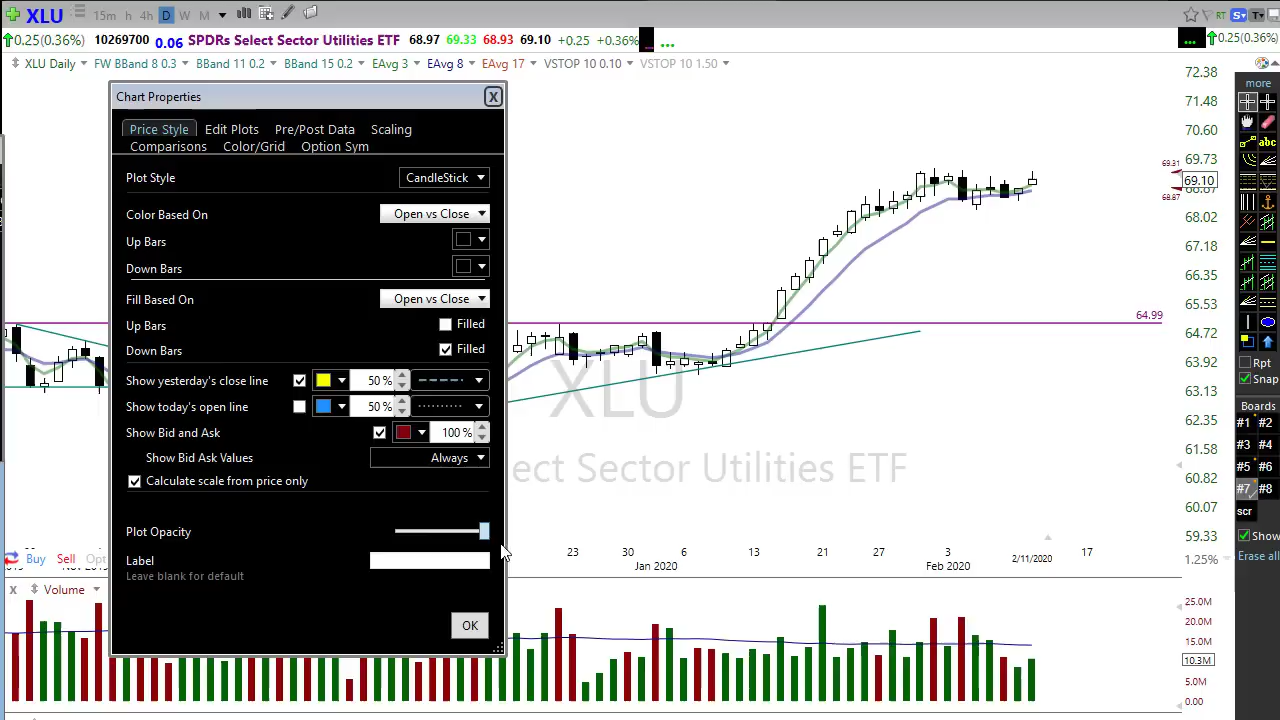 XLU 15m h 4h D W M RT S T
0.25(0.36%) 10269700 0.06 SPDRs Select Sector Utilities ETF 68.97 69.33 68.93 69.10 +0.25 +0.36% ... ... 0.25(0.36%)
XLU Daily FW BBand 8 0.3 BBand 11 0.2 BBand 15 0.2 EAvg 3 EAvg 8 EAvg 17 VSTOP 10 0.10 VSTOP 10 1.50
Chart Properties X
Price Style Edit Plots Pre/Post Data Scaling
Comparisons Color/Grid Option Sym
Plot Style CandleStick
Color Based On Open vs Close
Up Bars
Down Bars
Fill Based On Open vs Close
Up Bars Filled
Down Bars Filled
Show yesterday's close line 50 %
Show today's open line 50 %
Show Bid and Ask 100 %
Show Bid Ask Values Always
Calculate scale from price only
Plot Opacity
Label
Leave blank for default
OK
XLU
ect Sector Utilities ETF
64.99
69.31
68.87
72.38
71.48
70.60
69.73
69.10
68.02
67.18
66.35
65.53
64.72
63.92
63.13
62.35
61.58
60.82
60.07
59.33
1.25%
more
abc
Rpt
Snap
Boards
#1 #2
#3 #4
#5 #6
#7 #8
scr
Show
Erase all
Buy Sell Opt
23 30 6 13 21 27 3 2/11/2020 17
Jan 2020 Feb 2020
X Volume
25.0M
20.0M
15.0M
10.3M
5.0M
0.00